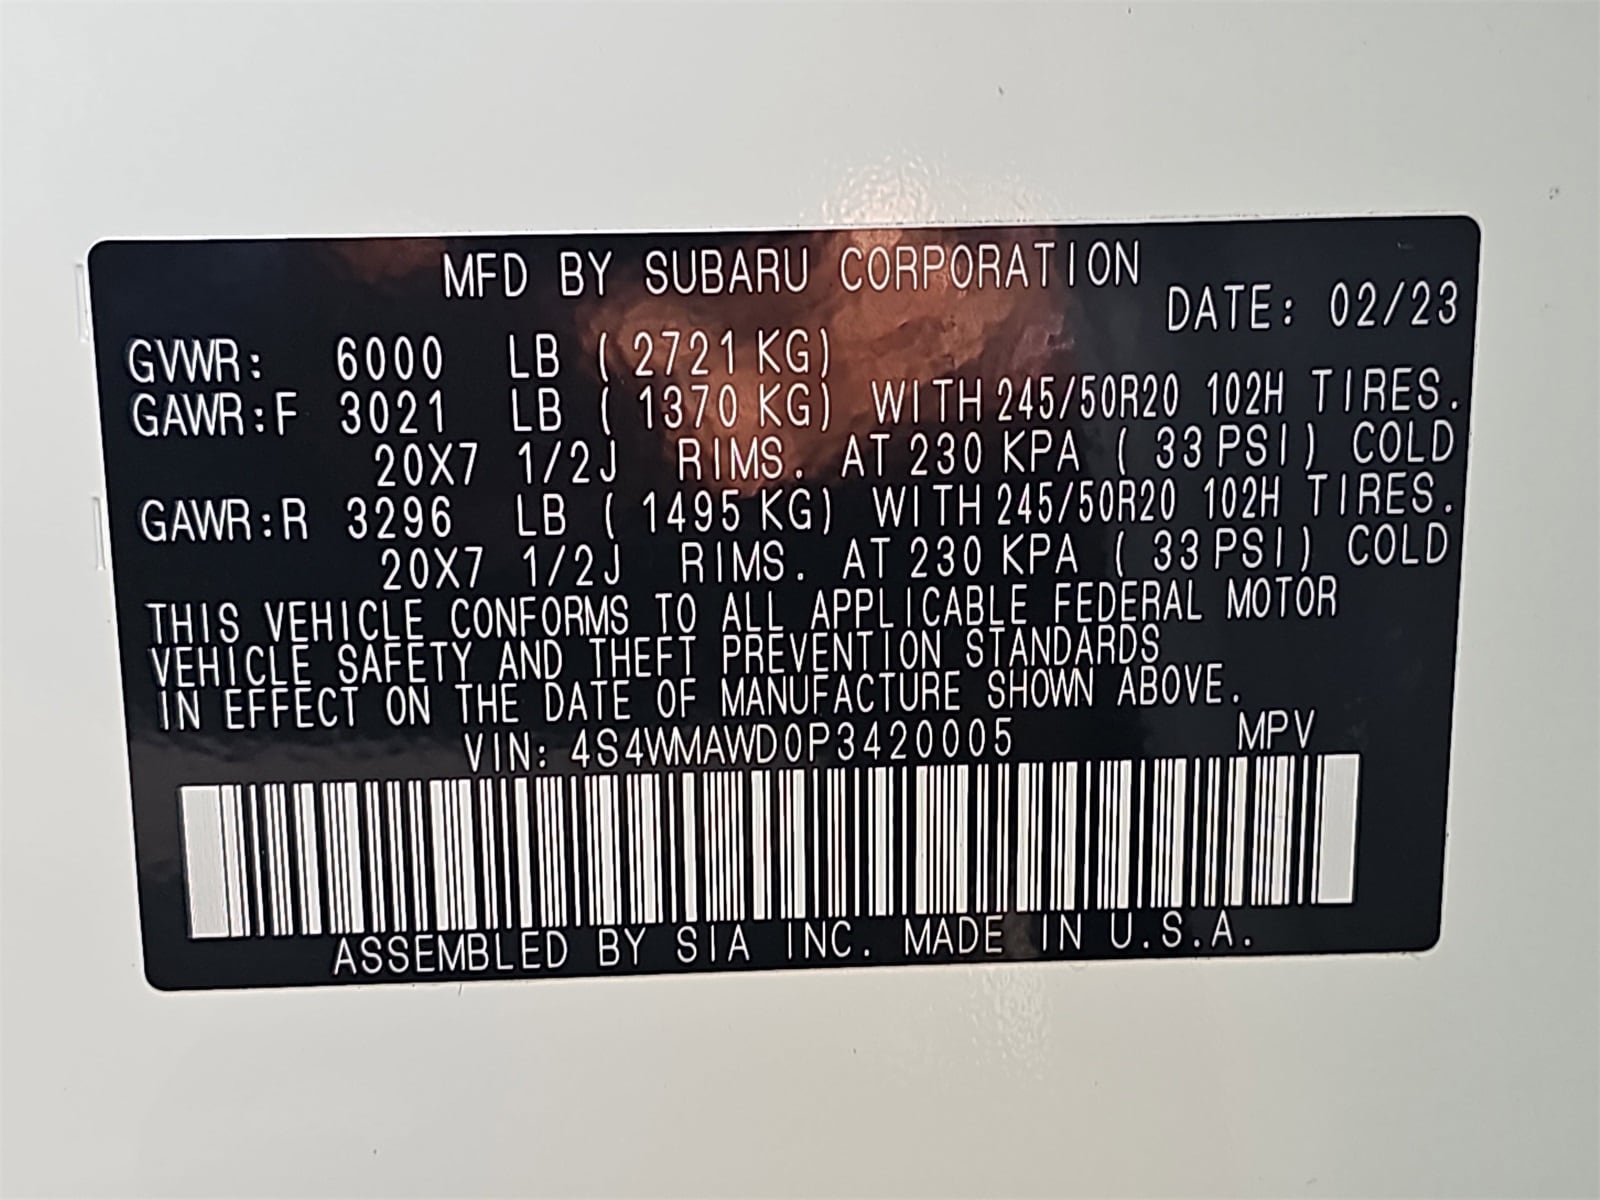 MFD BY SUBARU CORPORATION
DATE: 02/23
GVWR: 6000 LB (2721 KG)
GAWR:F 3021 LB (1370 KG) WITH 245/50R20 102H TIRES.
20X7 1/2J RIMS. AT 230 KPA (33 PSI) COLD
GAWR:R 3296 LB (1495 KG) WITH 245/50R20 102H TIRES.
20X7 1/2J RIMS. AT 230 KPA (33 PSI) COLD
THIS VEHICLE CONFORMS TO ALL APPLICABLE FEDERAL MOTOR
VEHICLE SAFETY AND THEFT PREVENTION STANDARDS
IN EFFECT ON THE DATE OF MANUFACTURE SHOWN ABOVE.
VIN: 4S4WMAWD0P3420005 MPV
ASSEMBLED BY SIA INC. MADE IN U.S.A.